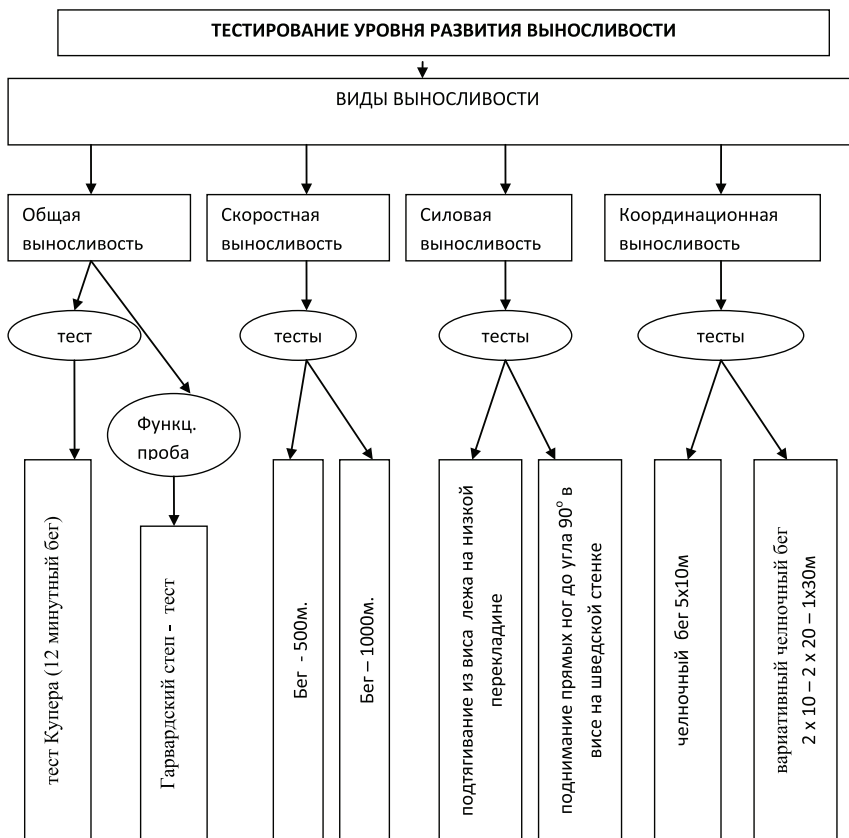 ТЕСТИРОВАНИЕ УРОВНЯ РАЗВИТИЯ ВЫНОСЛИВОСТИ
ВИДЫ ВЫНОСЛИВОСТИ
Общая
выносливость
Скоростная
выносливость
Силовая
выносливость
Координационная
выносливость
тест
тесты
тесты
тесты
Функц.
проба
тест Купера (12 минутный бег)
Гарвардский степ - тест
Бег - 500м.
Бег – 1000м.
подтягивание из виса лежа на низкой
перекладине
поднимание прямых ног до угла 90° в
висе на шведской стенке
челночный бег 5х10м
вариативный челночный бег
2 х 10 – 2 х 20 – 1х30м